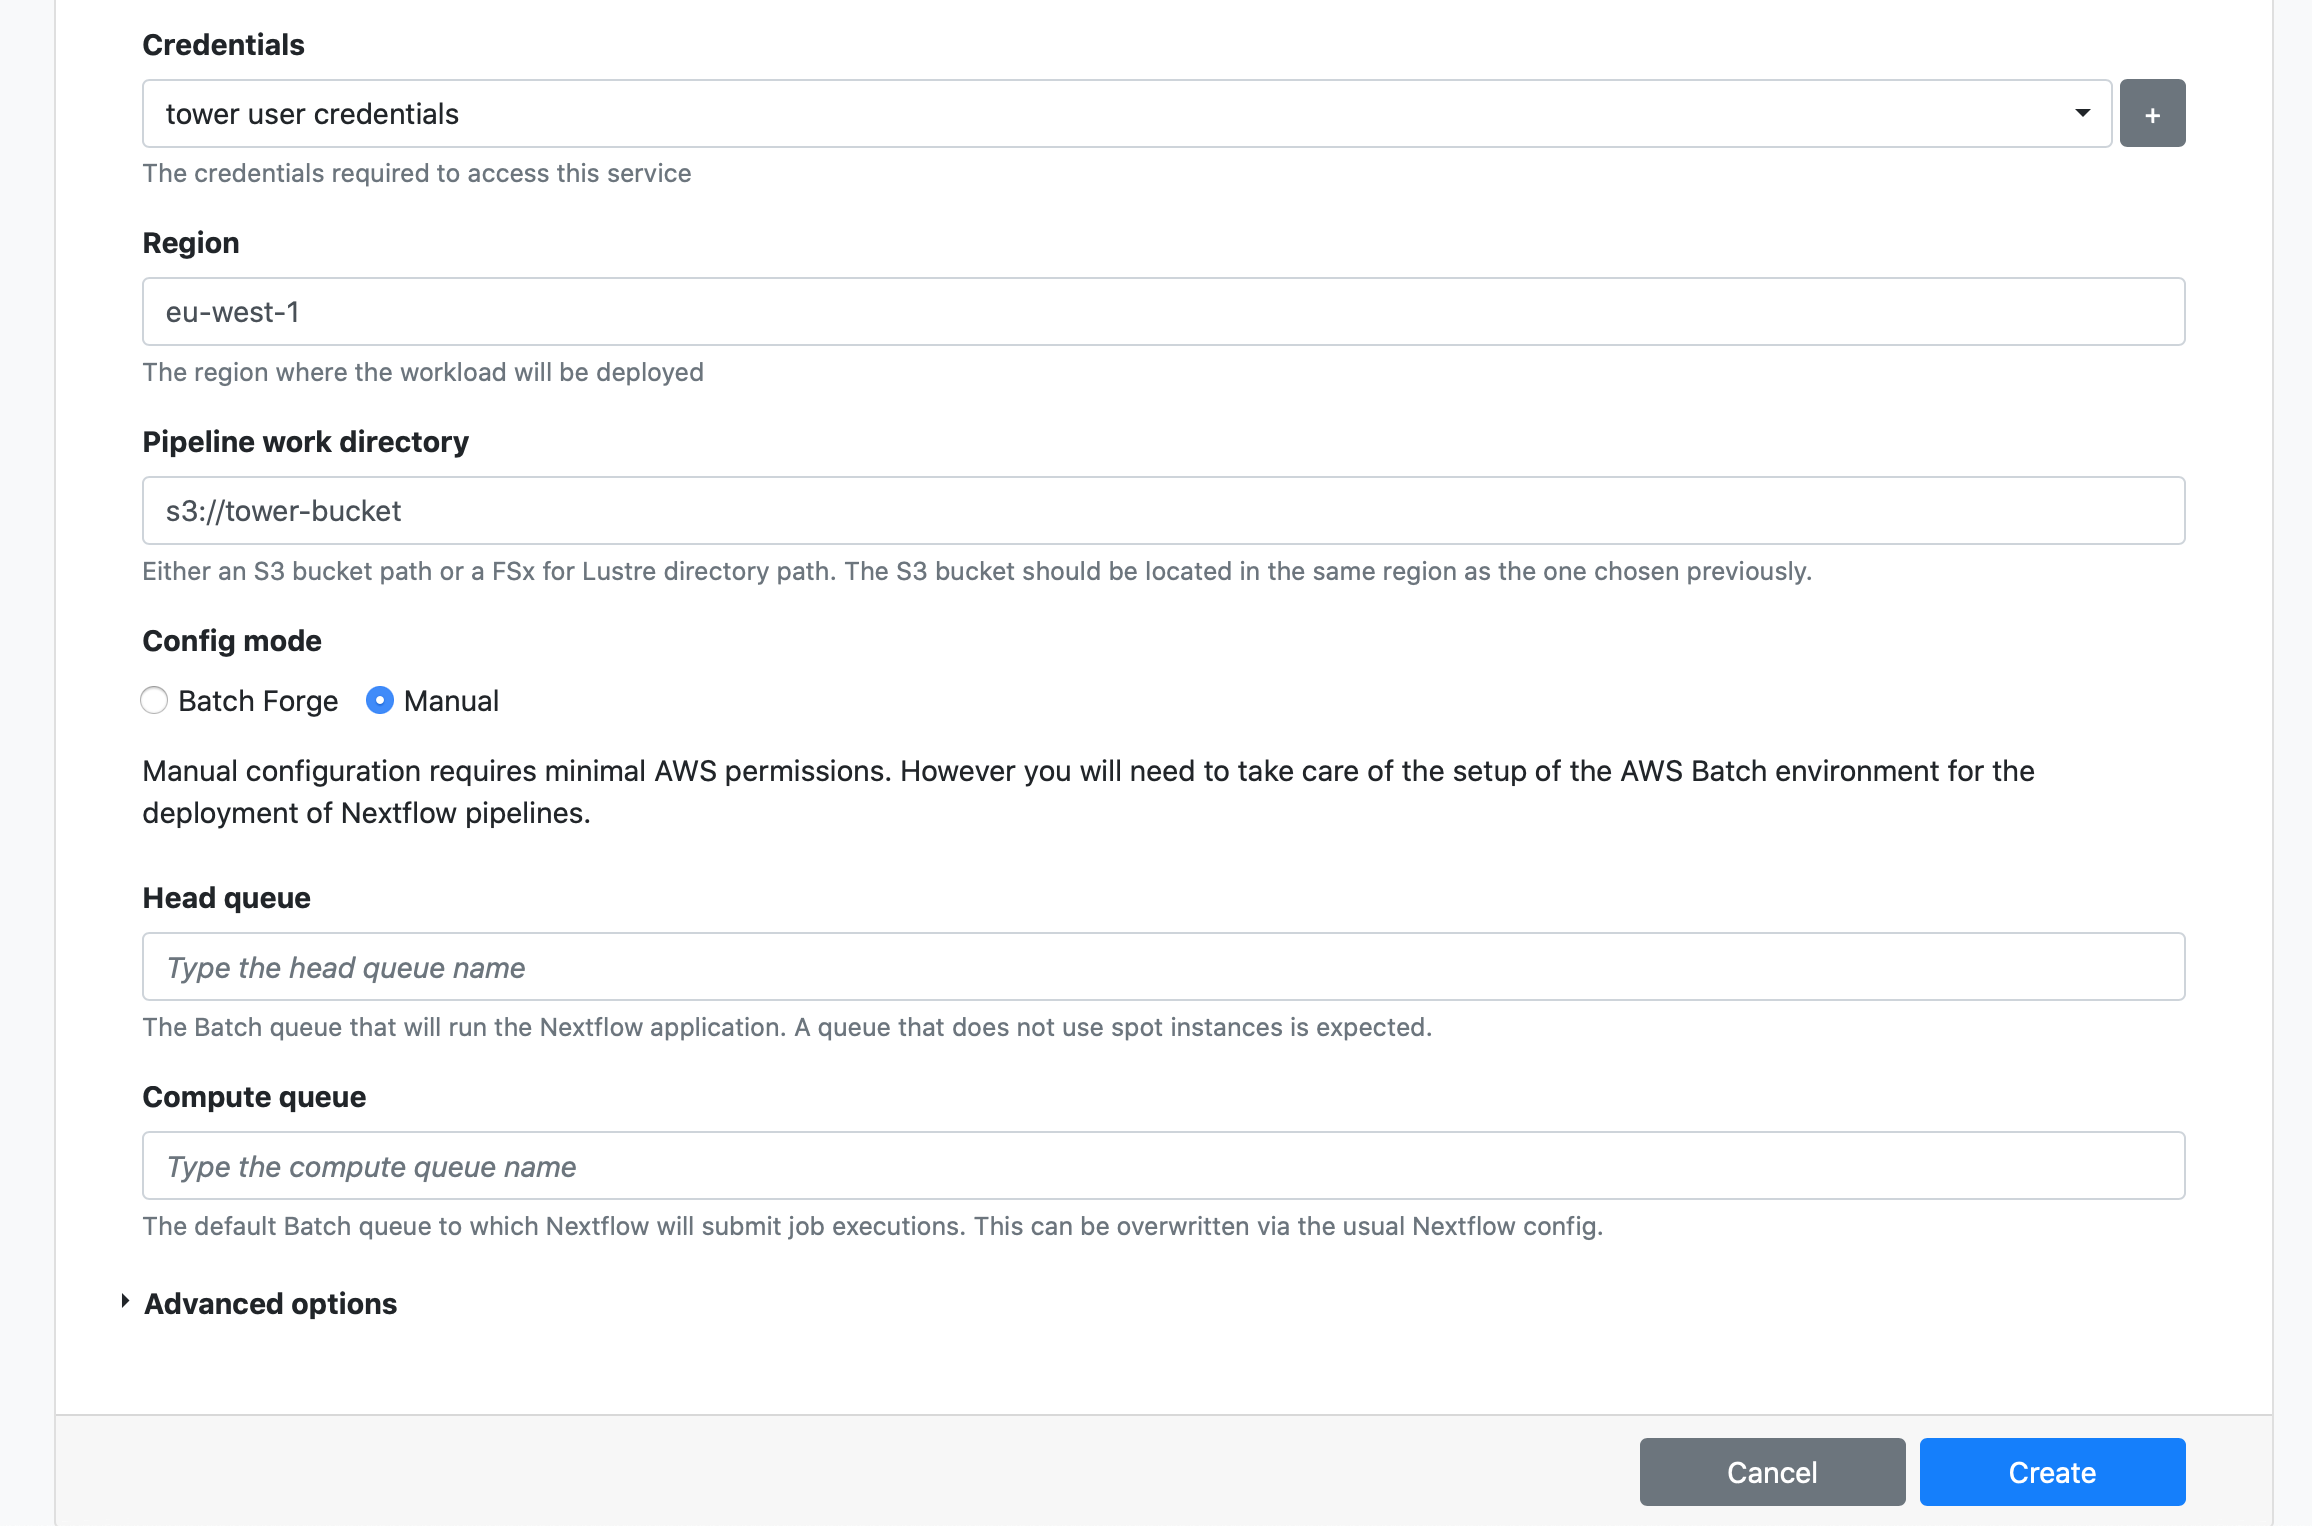 Credentials
tower user credentials
+
The credentials required to access this service
Region
eu-west-1
The region where the workload will be deployed
Pipeline work directory
s3://tower-bucket
Either an S3 bucket path or a FSx for Lustre directory path. The S3 bucket should be located in the same region as the one chosen previously.
Config mode
Batch Forge Manual
Manual configuration requires minimal AWS permissions. However you will need to take care of the setup of the AWS Batch environment for the
deployment of Nextflow pipelines.
Head queue
Type the head queue name
The Batch queue that will run the Nextflow application. A queue that does not use spot instances is expected.
Compute queue
Type the compute queue name
The default Batch queue to which Nextflow will submit job executions. This can be overwritten via the usual Nextflow config.
Advanced options
Cancel Create